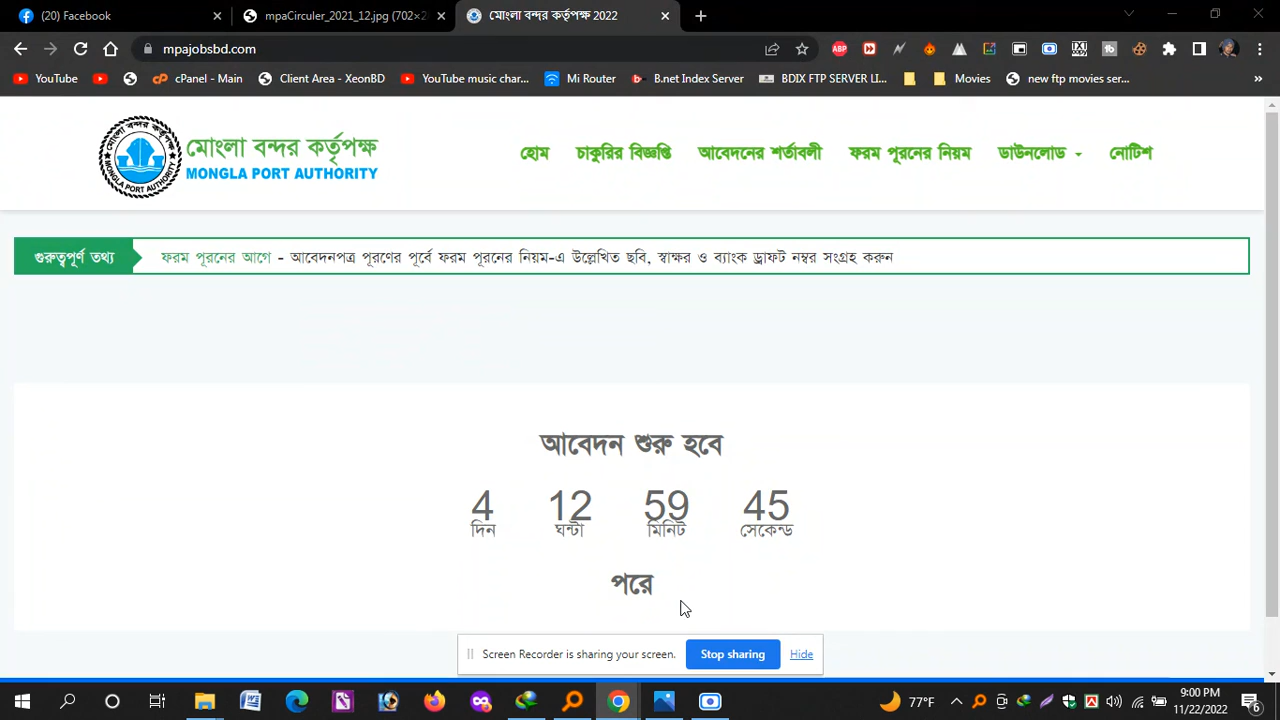 (20) Facebook
mpaCirculer_2021_12.jpg (702×2
মোংলা বন্দর কর্তৃপক্ষ 2022
mpajobsbd.com
YouTube
cPanel - Main
Client Area - XeonBD
YouTube music char...
Mi Router
B.net Index Server
BDIX FTP SERVER LI...
Movies
new ftp movies ser...
মোংলা বন্দর কর্তৃপক্ষ
MONGLA PORT AUTHORITY
হোম
চাকুরির বিজ্ঞপ্তি
আবেদনের শর্তাবলী
ফরম পূরনের নিয়ম
ডাউনলোড
নোটিশ
গুরুত্বপূর্ণ তথ্য
ফরম পূরনের আগে - আবেদনপত্র পূরণের পূর্বে ফরম পূরনের নিয়ম-এ উল্লেখিত ছবি, স্বাক্ষর ও ব্যাংক ড্রাফট নম্বর সংগ্রহ করুন
আবেদন শুরু হবে
4 12 59 45
দিন ঘন্টা মিনিট সেকেন্ড
পরে
Screen Recorder is sharing your screen. Stop sharing Hide
77°F
9:00 PM
11/22/2022